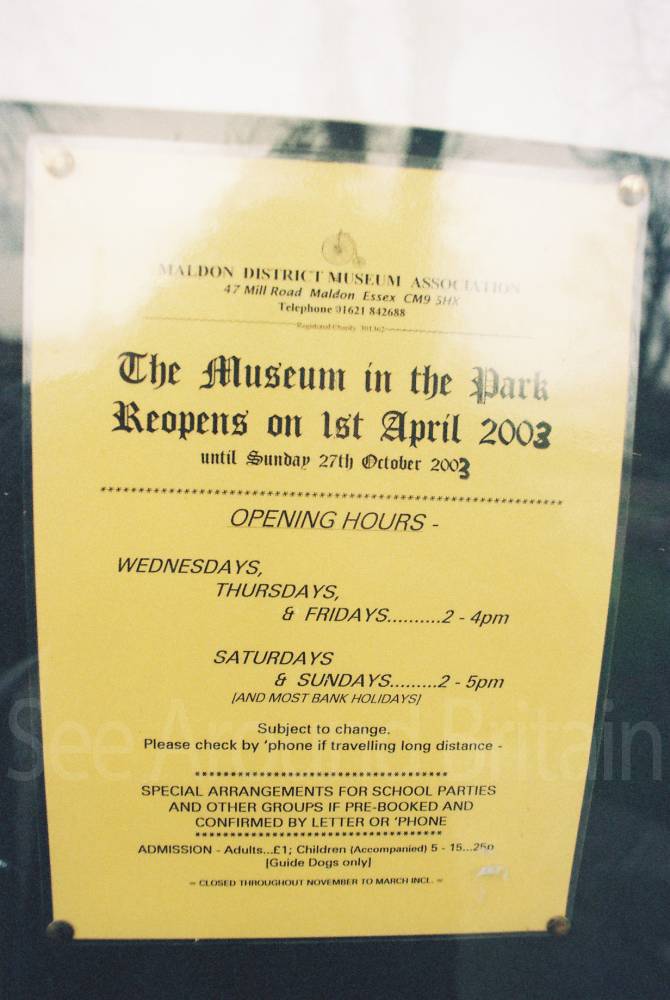 MALDON DISTRICT MUSEUM ASSOCIATION
47 Mill Road Maldon Essex CM9 5HX
Telephone 01621 842688
Registered Charity 301362
The Museum in the Park
Reopens on 1st April 2003
until Sunday 27th October 2003
****************************************************************
OPENING HOURS -
WEDNESDAYS,
THURSDAYS,
& FRIDAYS..........2 - 4pm
SATURDAYS
& SUNDAYS.........2 - 5pm
[AND MOST BANK HOLIDAYS]
See Around Britain
Subject to change.
Please check by 'phone if travelling long distance -
***********************************
SPECIAL ARRANGEMENTS FOR SCHOOL PARTIES
AND OTHER GROUPS IF PRE-BOOKED AND
CONFIRMED BY LETTER OR 'PHONE
***********************************
ADMISSION - Adults...£1; Children (Accompanied) 5 - 15...25p
[Guide Dogs only]
= CLOSED THROUGHOUT NOVEMBER TO MARCH INCL. =